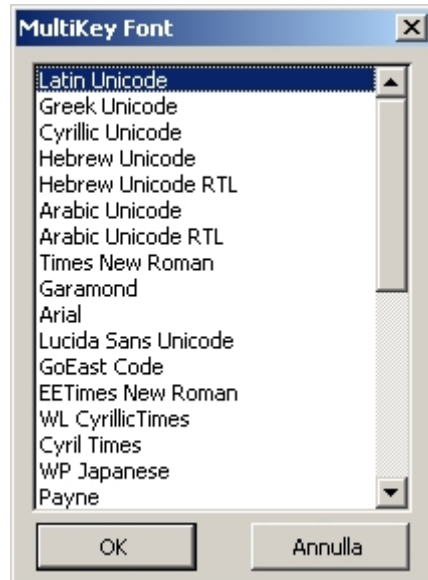 MultiKey Font
Latin Unicode
Greek Unicode
Cyrillic Unicode
Hebrew Unicode
Hebrew Unicode RTL
Arabic Unicode
Arabic Unicode RTL
Times New Roman
Garamond
Arial
Lucida Sans Unicode
GoEast Code
EETimes New Roman
WL CyrillicTimes
Cyril Times
WP Japanese
Payne
OK Annulla